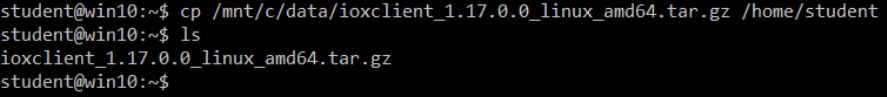 student@win10:~$ cp /mnt/c/data/ioxclient_1.17.0.0_linux_amd64.tar.gz /home/student
student@win10:~$ ls
ioxclient_1.17.0.0_linux_amd64.tar.gz
student@win10:~$